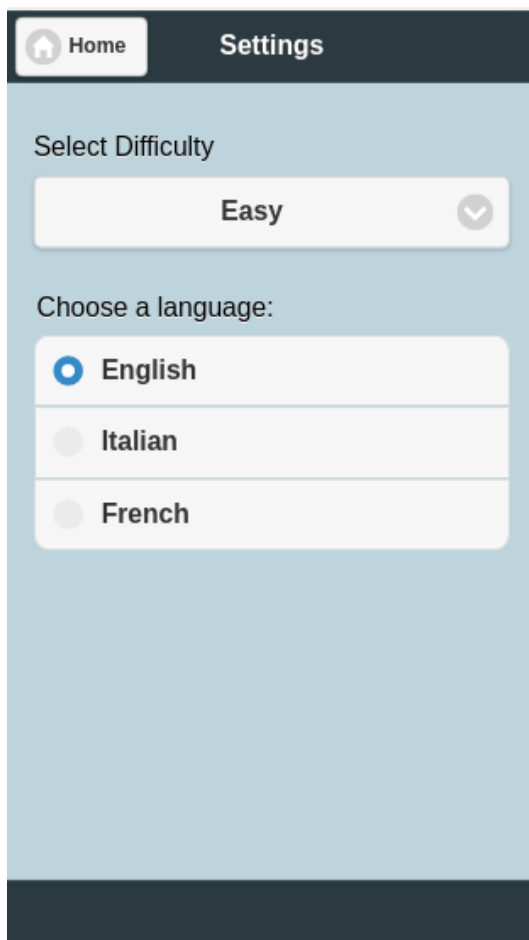 Home
Settings
Select Difficulty
Easy
Choose a language:
English
Italian
French